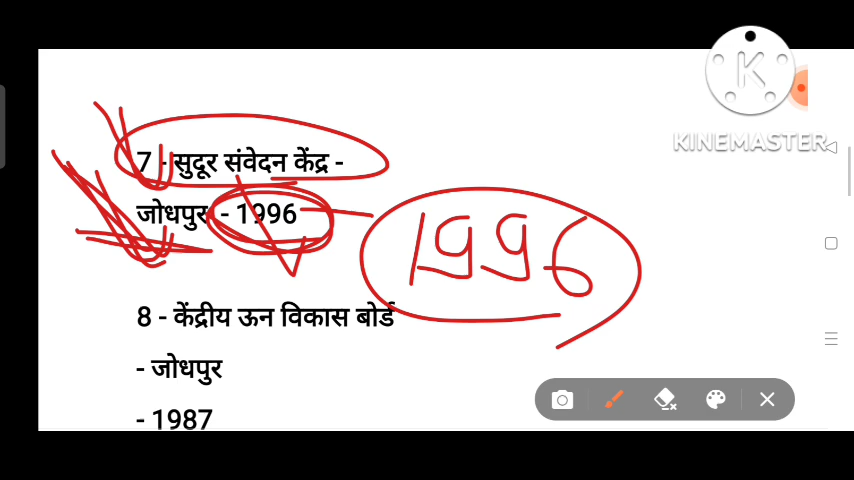 KINEMASTER
7 - सुदूर संवेदन केंद्र -
जोधपुर - 1996
1996
8 - केंद्रीय ऊन विकास बोर्ड
- जोधपुर
- 1987